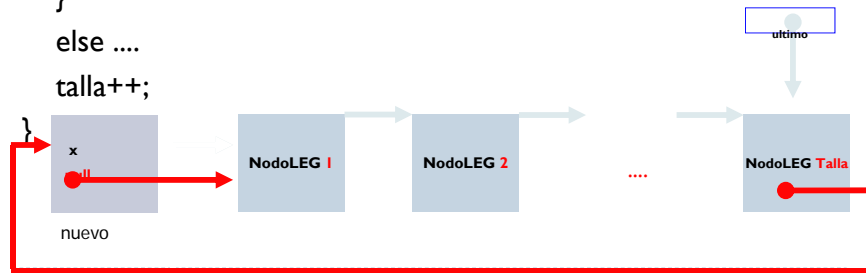 }
else ....
ultimo
talla++;
}
x
NodoLEG 1
NodoLEG 2
....
NodoLEG Talla
nuevo